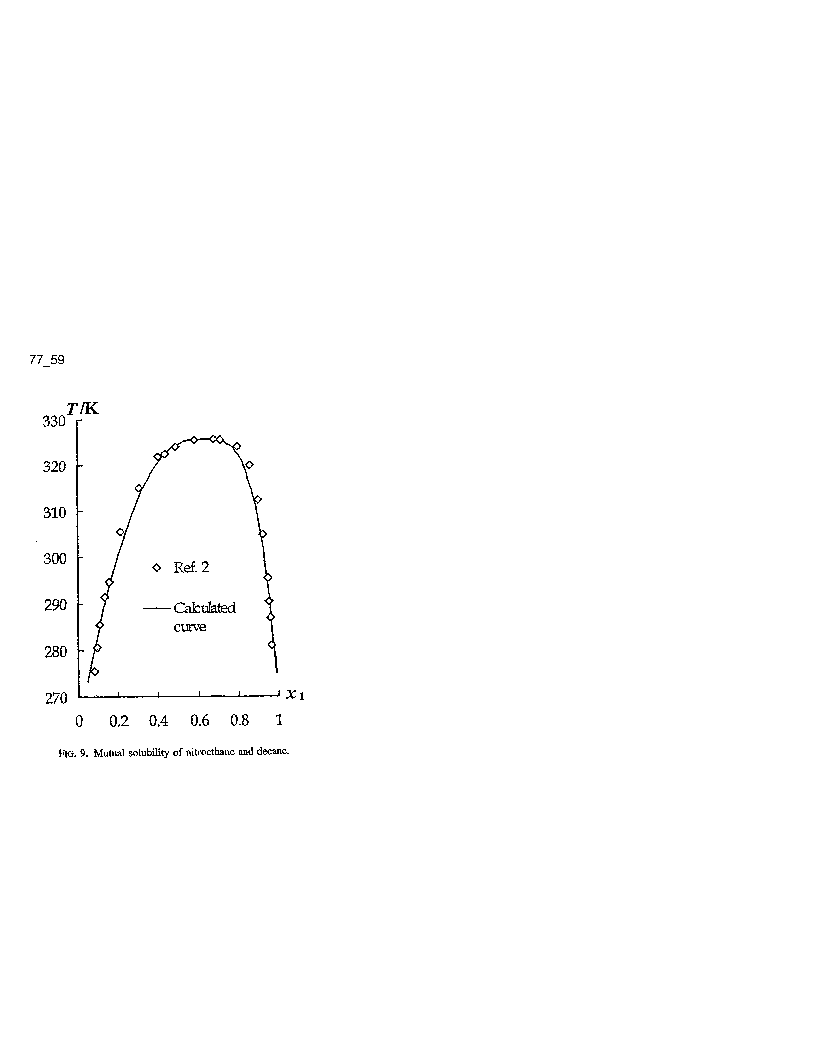 77_59
T/K
330
320
310
300
290
280
270
Ref. 2
Calculated
curve
x1
0 0.2 0.4 0.6 0.8 1
FIG. 9. Mutual solubility of nitroethane and decane.